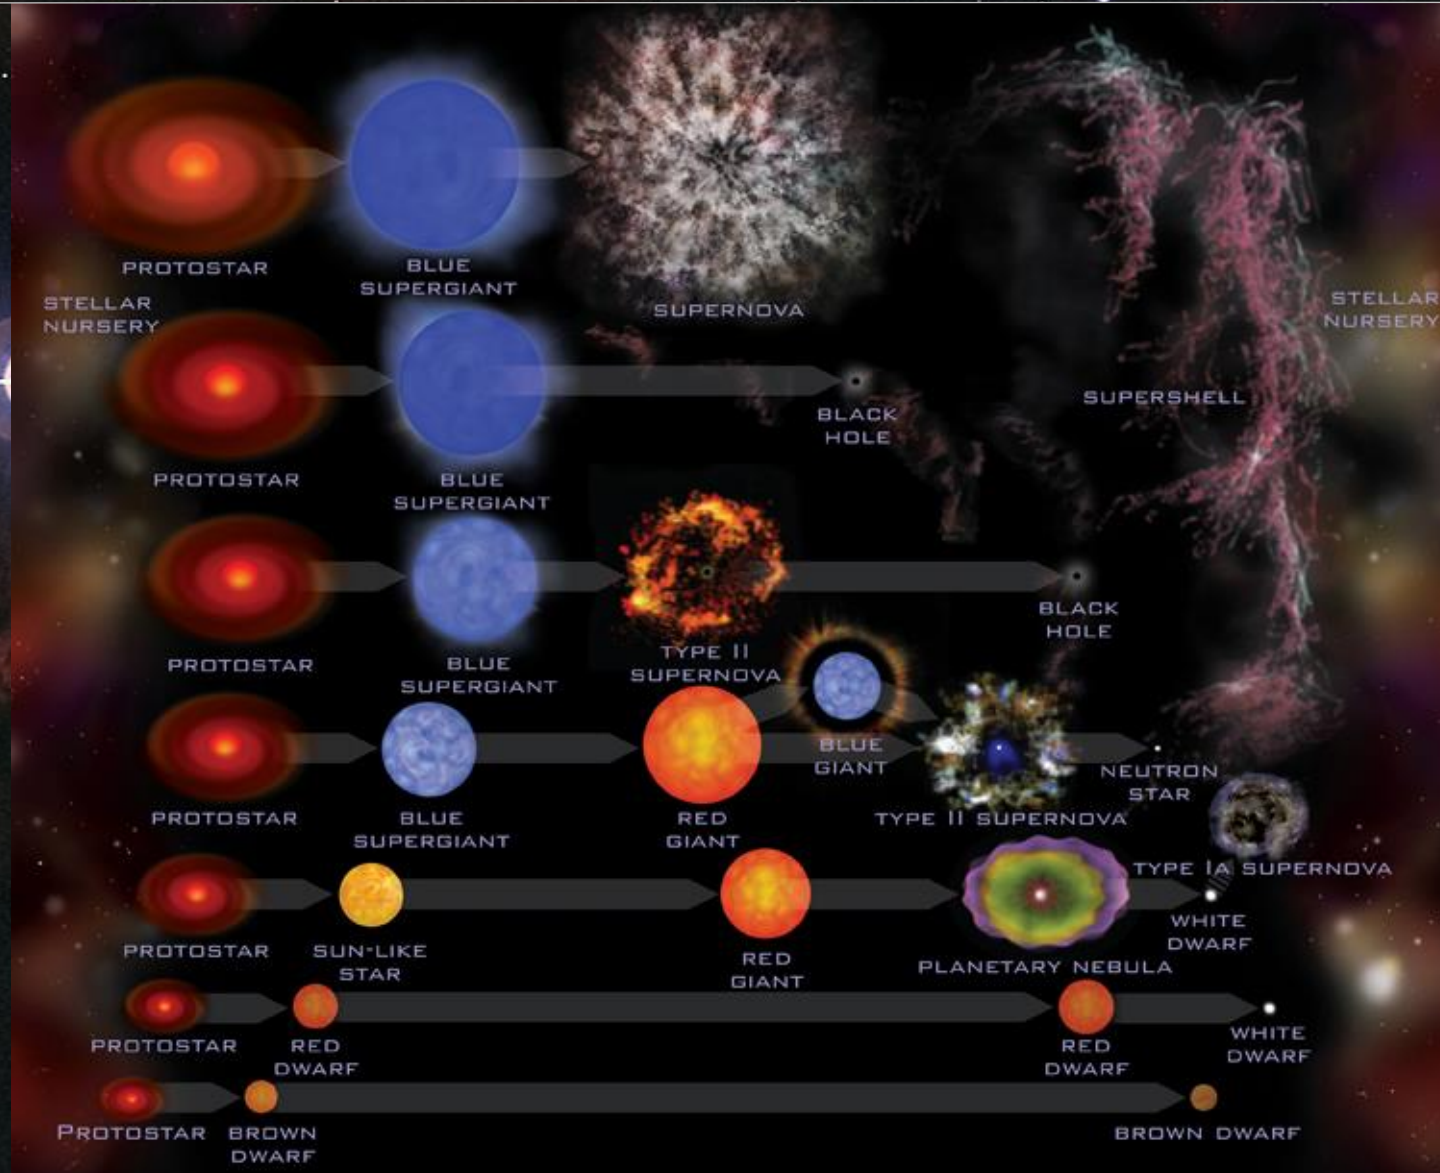 PROTOSTAR
BLUE
SUPERGIANT
SUPERNOVA
STELLAR
NURSERY
STELLAR
NURSERY
PROTOSTAR
BLUE
SUPERGIANT
BLACK
HOLE
SUPERSHELL
PROTOSTAR
BLUE
SUPERGIANT
TYPE II
SUPERNOVA
BLACK
HOLE
PROTOSTAR
BLUE
SUPERGIANT
RED
GIANT
BLUE
GIANT
TYPE II SUPERNOVA
NEUTRON
STAR
TYPE IA SUPERNOVA
PROTOSTAR
SUN-LIKE
STAR
RED
GIANT
PLANETARY NEBULA
WHITE
DWARF
PROTOSTAR
RED
DWARF
RED
DWARF
WHITE
DWARF
PROTOSTAR
BROWN
DWARF
BROWN DWARF